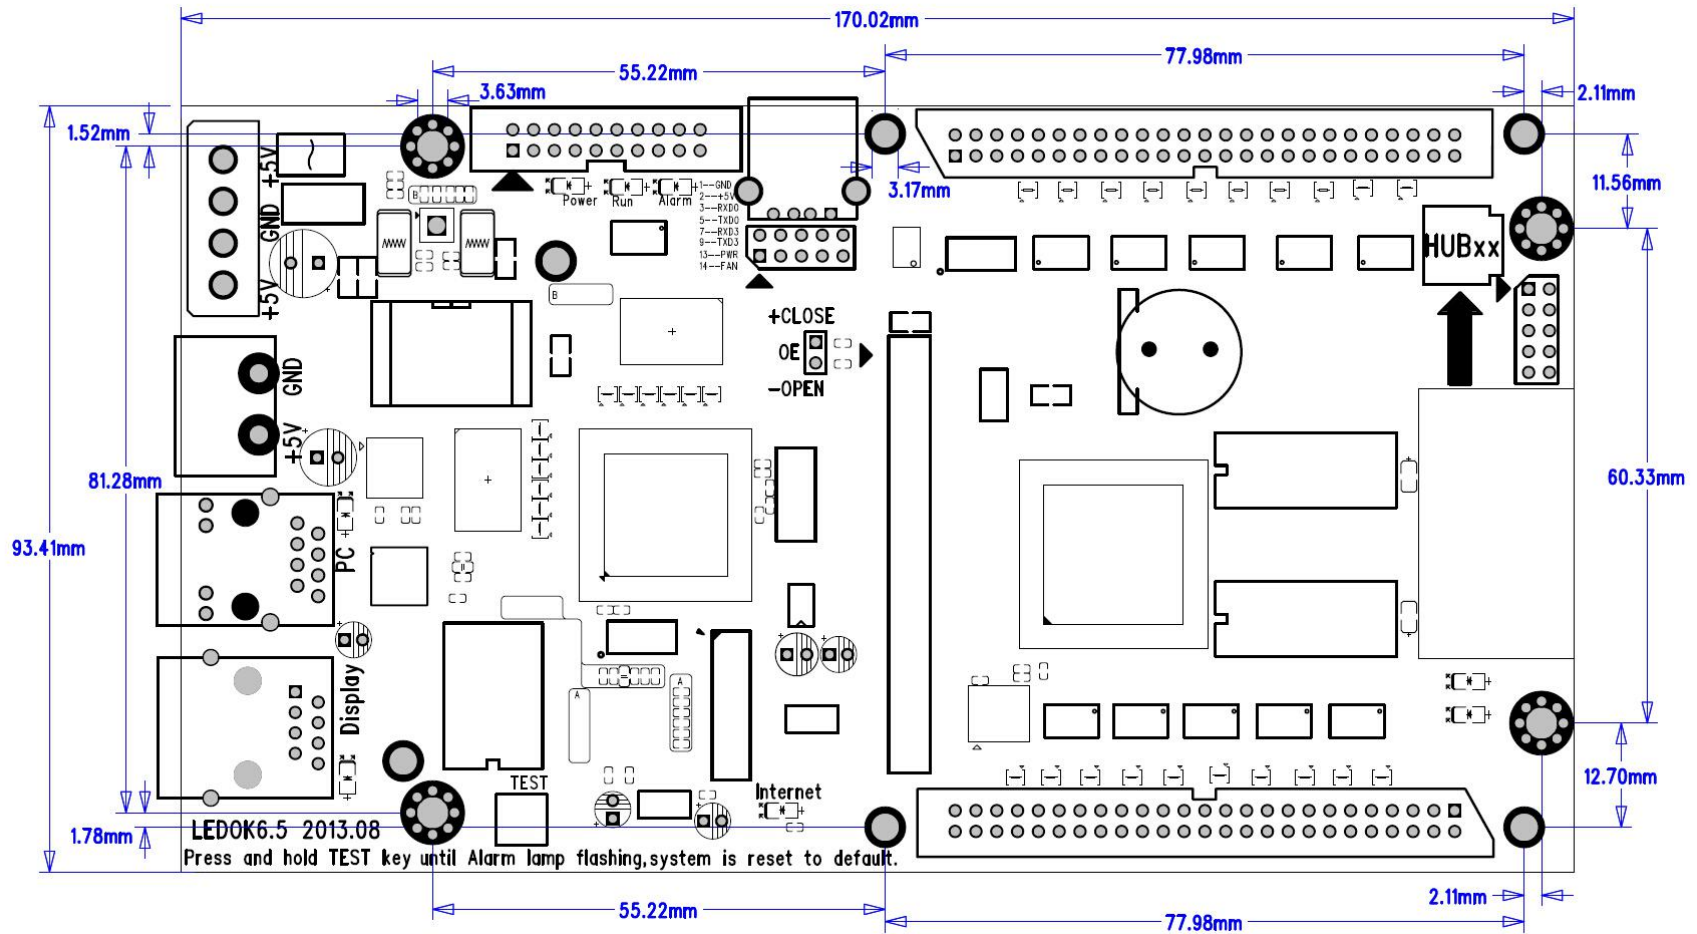 170.02mm
77.98mm
55.22mm
3.63mm
2.11mm
1.52mm
3.17mm
11.56mm
+5V
GND
+5V
B
Power
Run
Alarm
1--GND
2--+5V
3--RXD0
5--TXD0
7--RXD3
9--TXD3
13--PWR
14--FAN
HUBxx
B
+CLOSE
OE
-OPEN
GND
+5V
81.28mm
60.33mm
93.41mm
PC
Display
A
A
TEST
Internet
12.70mm
1.78mm
LEDOK6.5 2013.08
Press and hold TEST key until Alarm lamp flashing,system is reset to default.
2.11mm
55.22mm
77.98mm